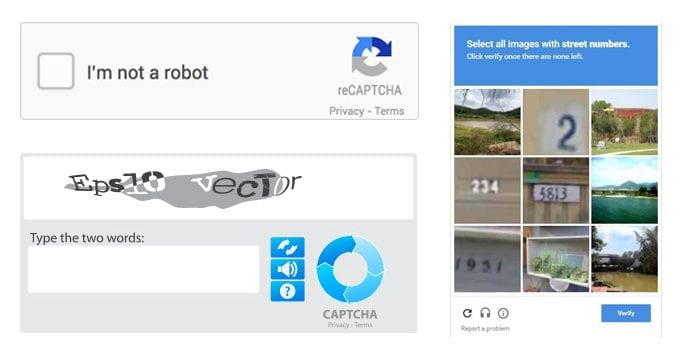 I'm not a robot
reCAPTCHA
Privacy - Terms
Eps10 vector
Type the two words:
?
CAPTCHA
Privacy - Terms
Select all images with street numbers.
Click verify once there are none left.
2
234
5813
1951
Verify
Report a problem